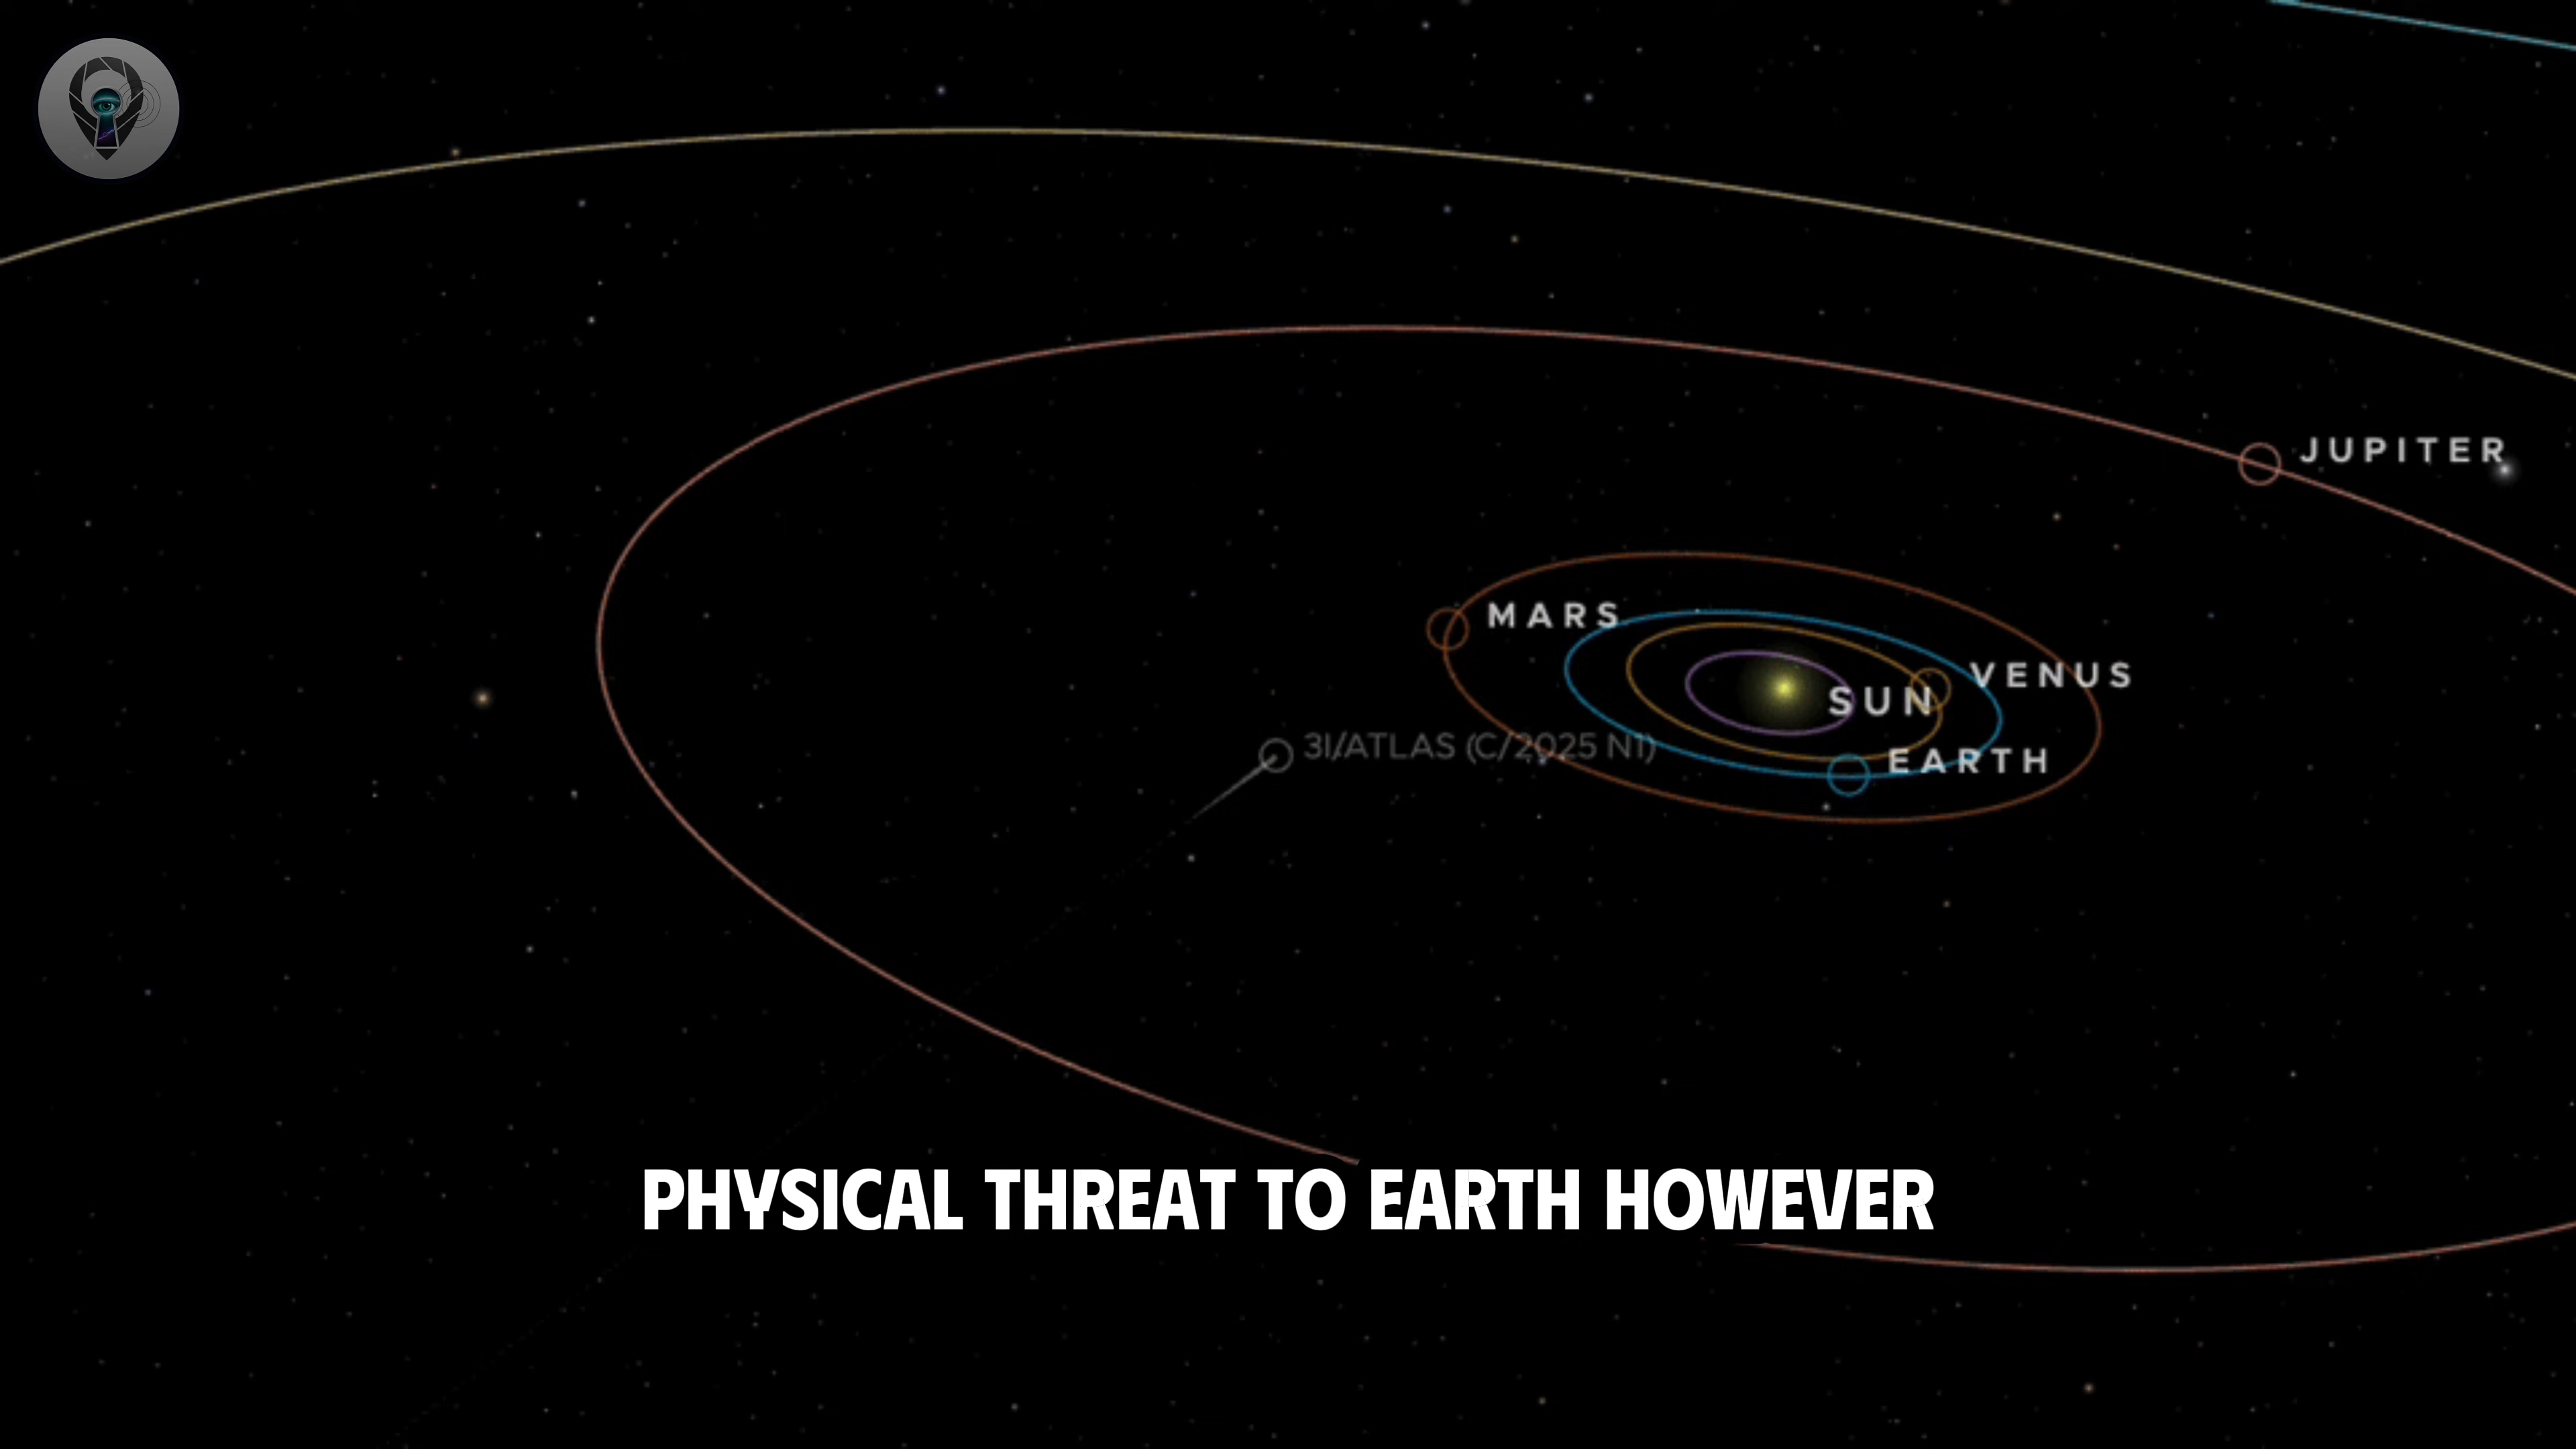 JUPITER
MARS
VENUS
SUN
3I/ATLAS (C/2025 N1)
EARTH
PHYSICAL THREAT TO EARTH HOWEVER